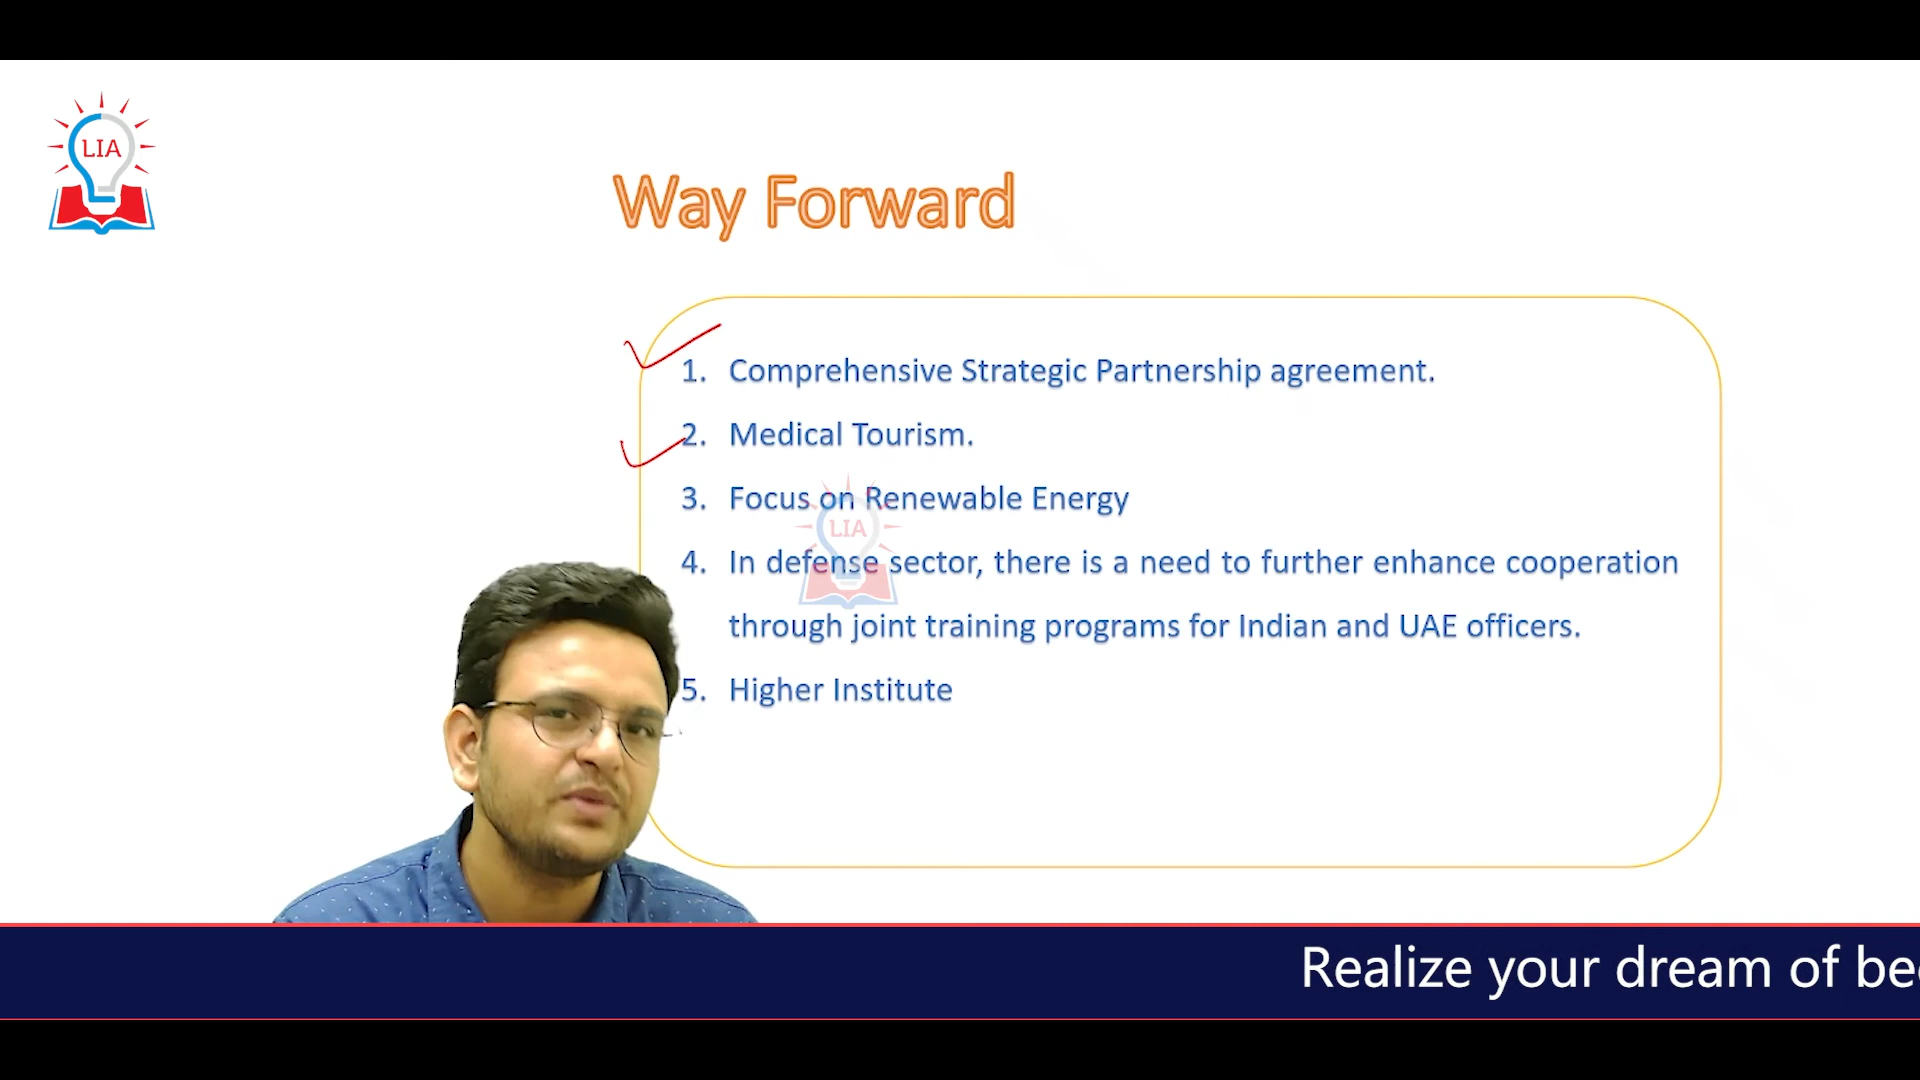 LIA
Way Forward
1. Comprehensive Strategic Partnership agreement.
2. Medical Tourism.
3. Focus on Renewable Energy
LIA
4. In defense sector, there is a need to further enhance cooperation
through joint training programs for Indian and UAE officers.
5. Higher Institute
Realize your dream of be